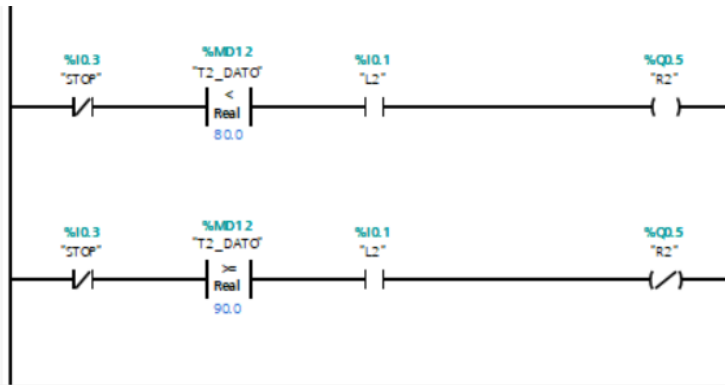 %I0.3
"STOP"
%MD12
"T2_DATO"
<
Real
80.0
%I0.1
"L2"
%Q0.5
"R2"
%I0.3
"STOP"
%MD12
"T2_DATO"
>=
Real
90.0
%I0.1
"L2"
%Q0.5
"R2"